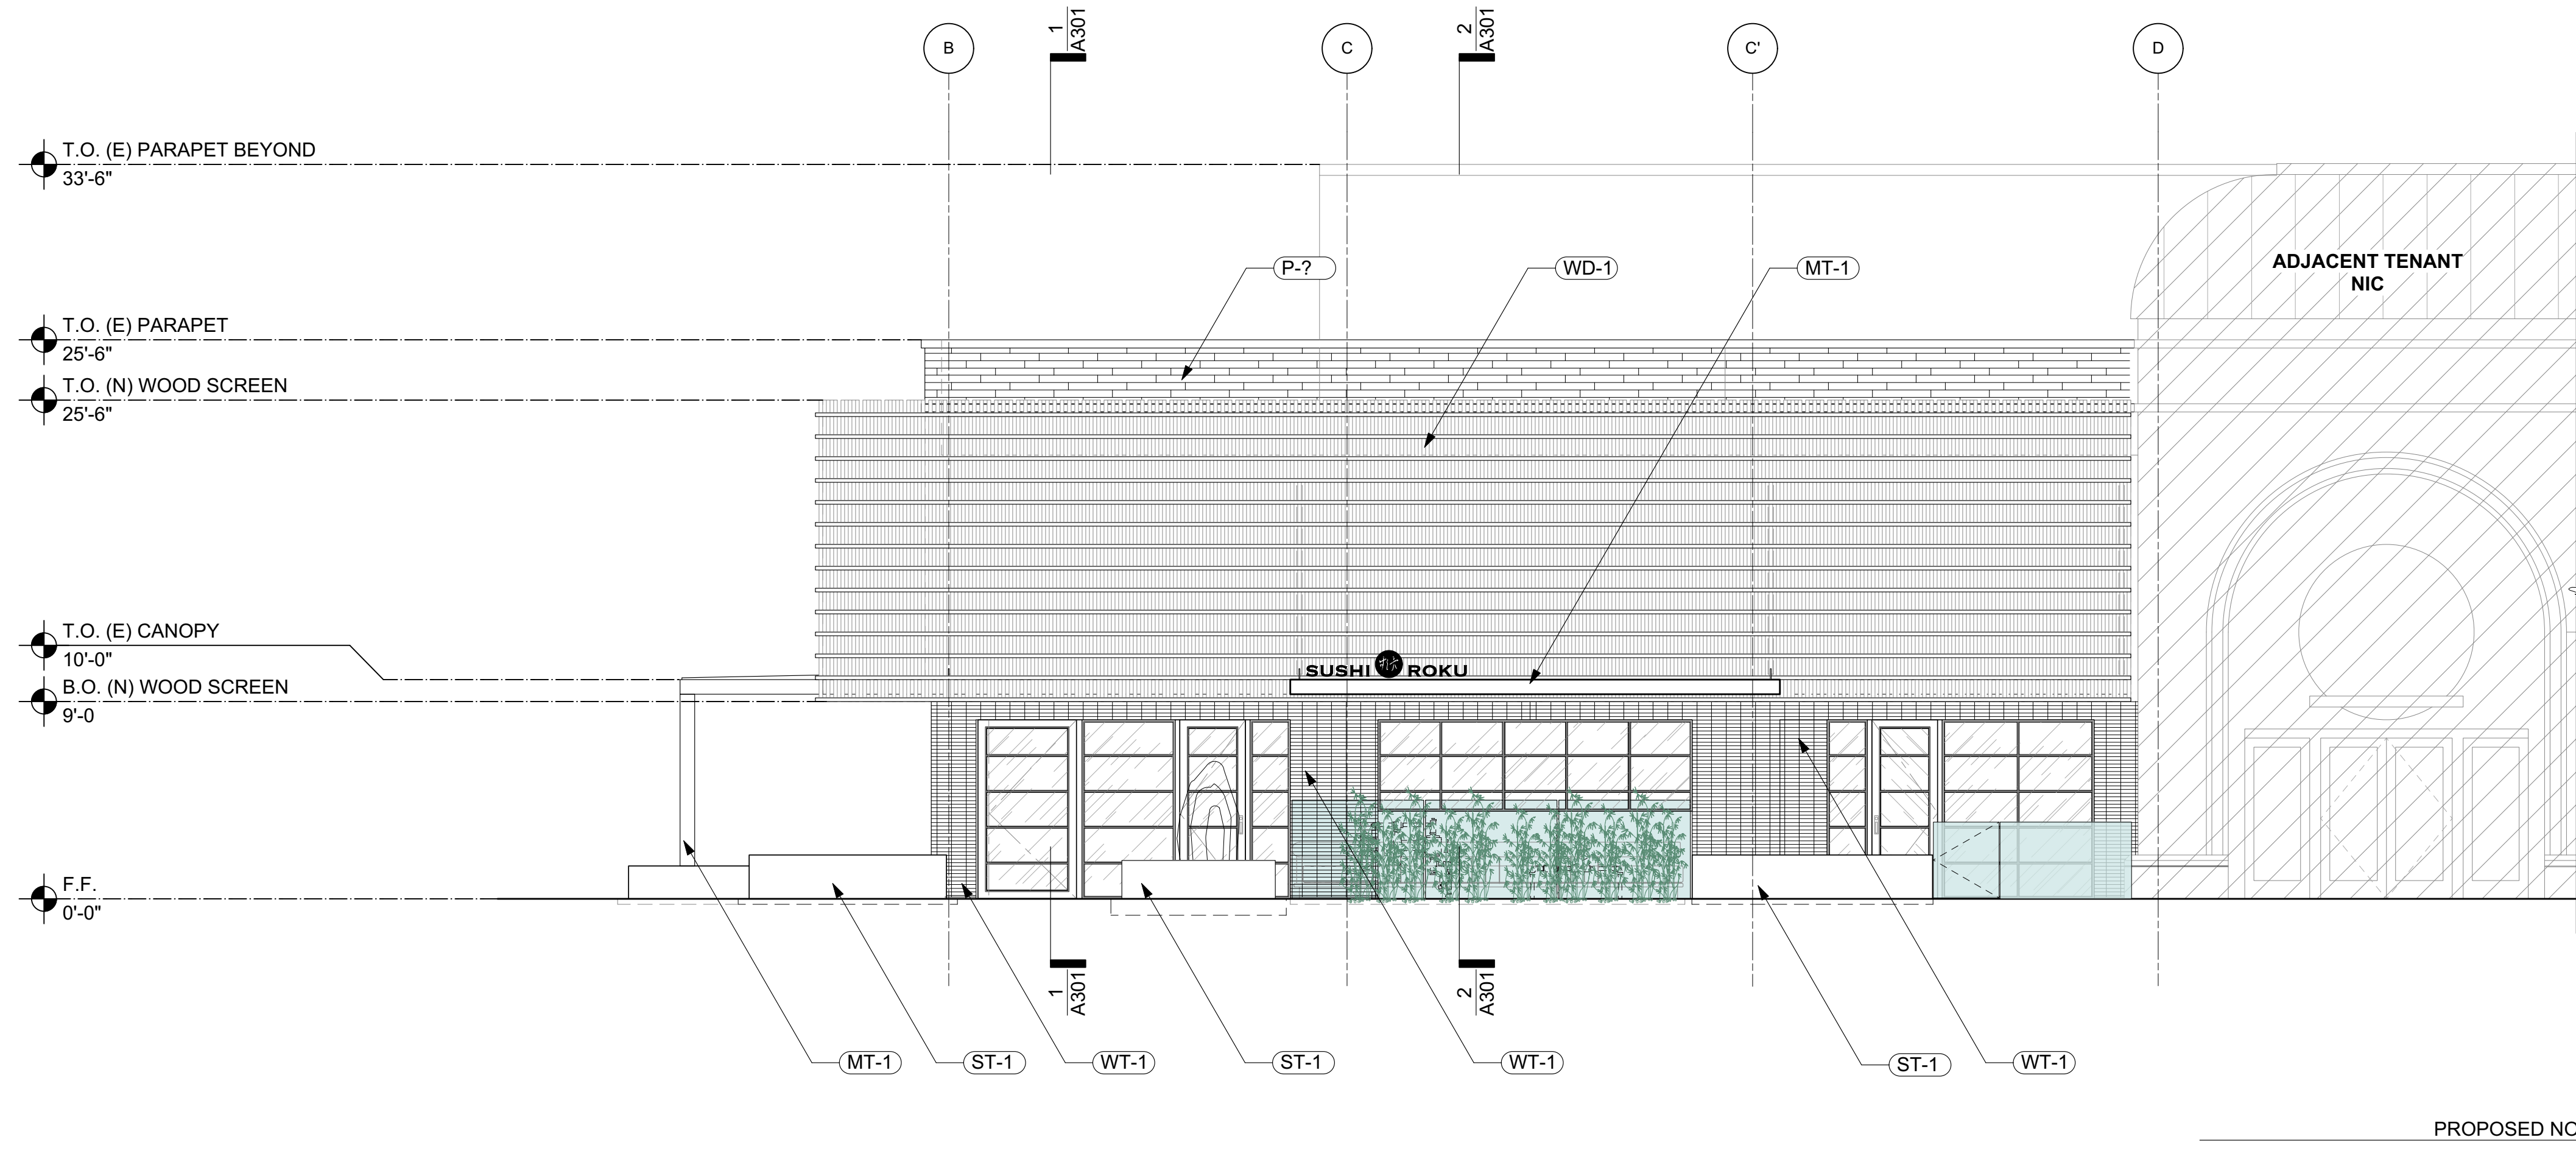 1
A301
2
A301
B
C
C'
D
T.O. (E) PARAPET BEYOND
33'-6"
P-?
WD-1
MT-1
ADJACENT TENANT
NIC
T.O. (E) PARAPET
25'-6"
T.O. (N) WOOD SCREEN
25'-6"
T.O. (E) CANOPY
10'-0"
SUSHI 九六 ROKU
B.O. (N) WOOD SCREEN
9'-0
F.F.
0'-0"
1
A301
2
A301
MT-1
ST-1
WT-1
ST-1
WT-1
ST-1
WT-1
PROPOSED NO